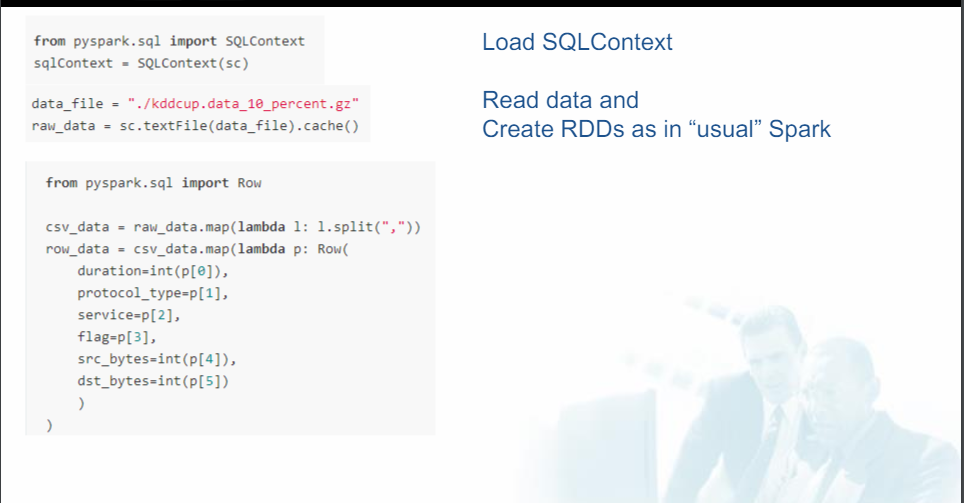 from pyspark.sql import SQLContext
sqlContext = SQLContext(sc)
data_file = "./kddcup.data_10_percent.gz"
raw_data = sc.textFile(data_file).cache()
from pyspark.sql import Row
csv_data = raw_data.map(lambda l: l.split(","))
row_data = csv_data.map(lambda p: Row(
    duration=int(p[0]),
    protocol_type=p[1],
    service=p[2],
    flag=p[3],
    src_bytes=int(p[4]),
    dst_bytes=int(p[5])
    )
)
Load SQLContext
Read data and
Create RDDs as in “usual” Spark